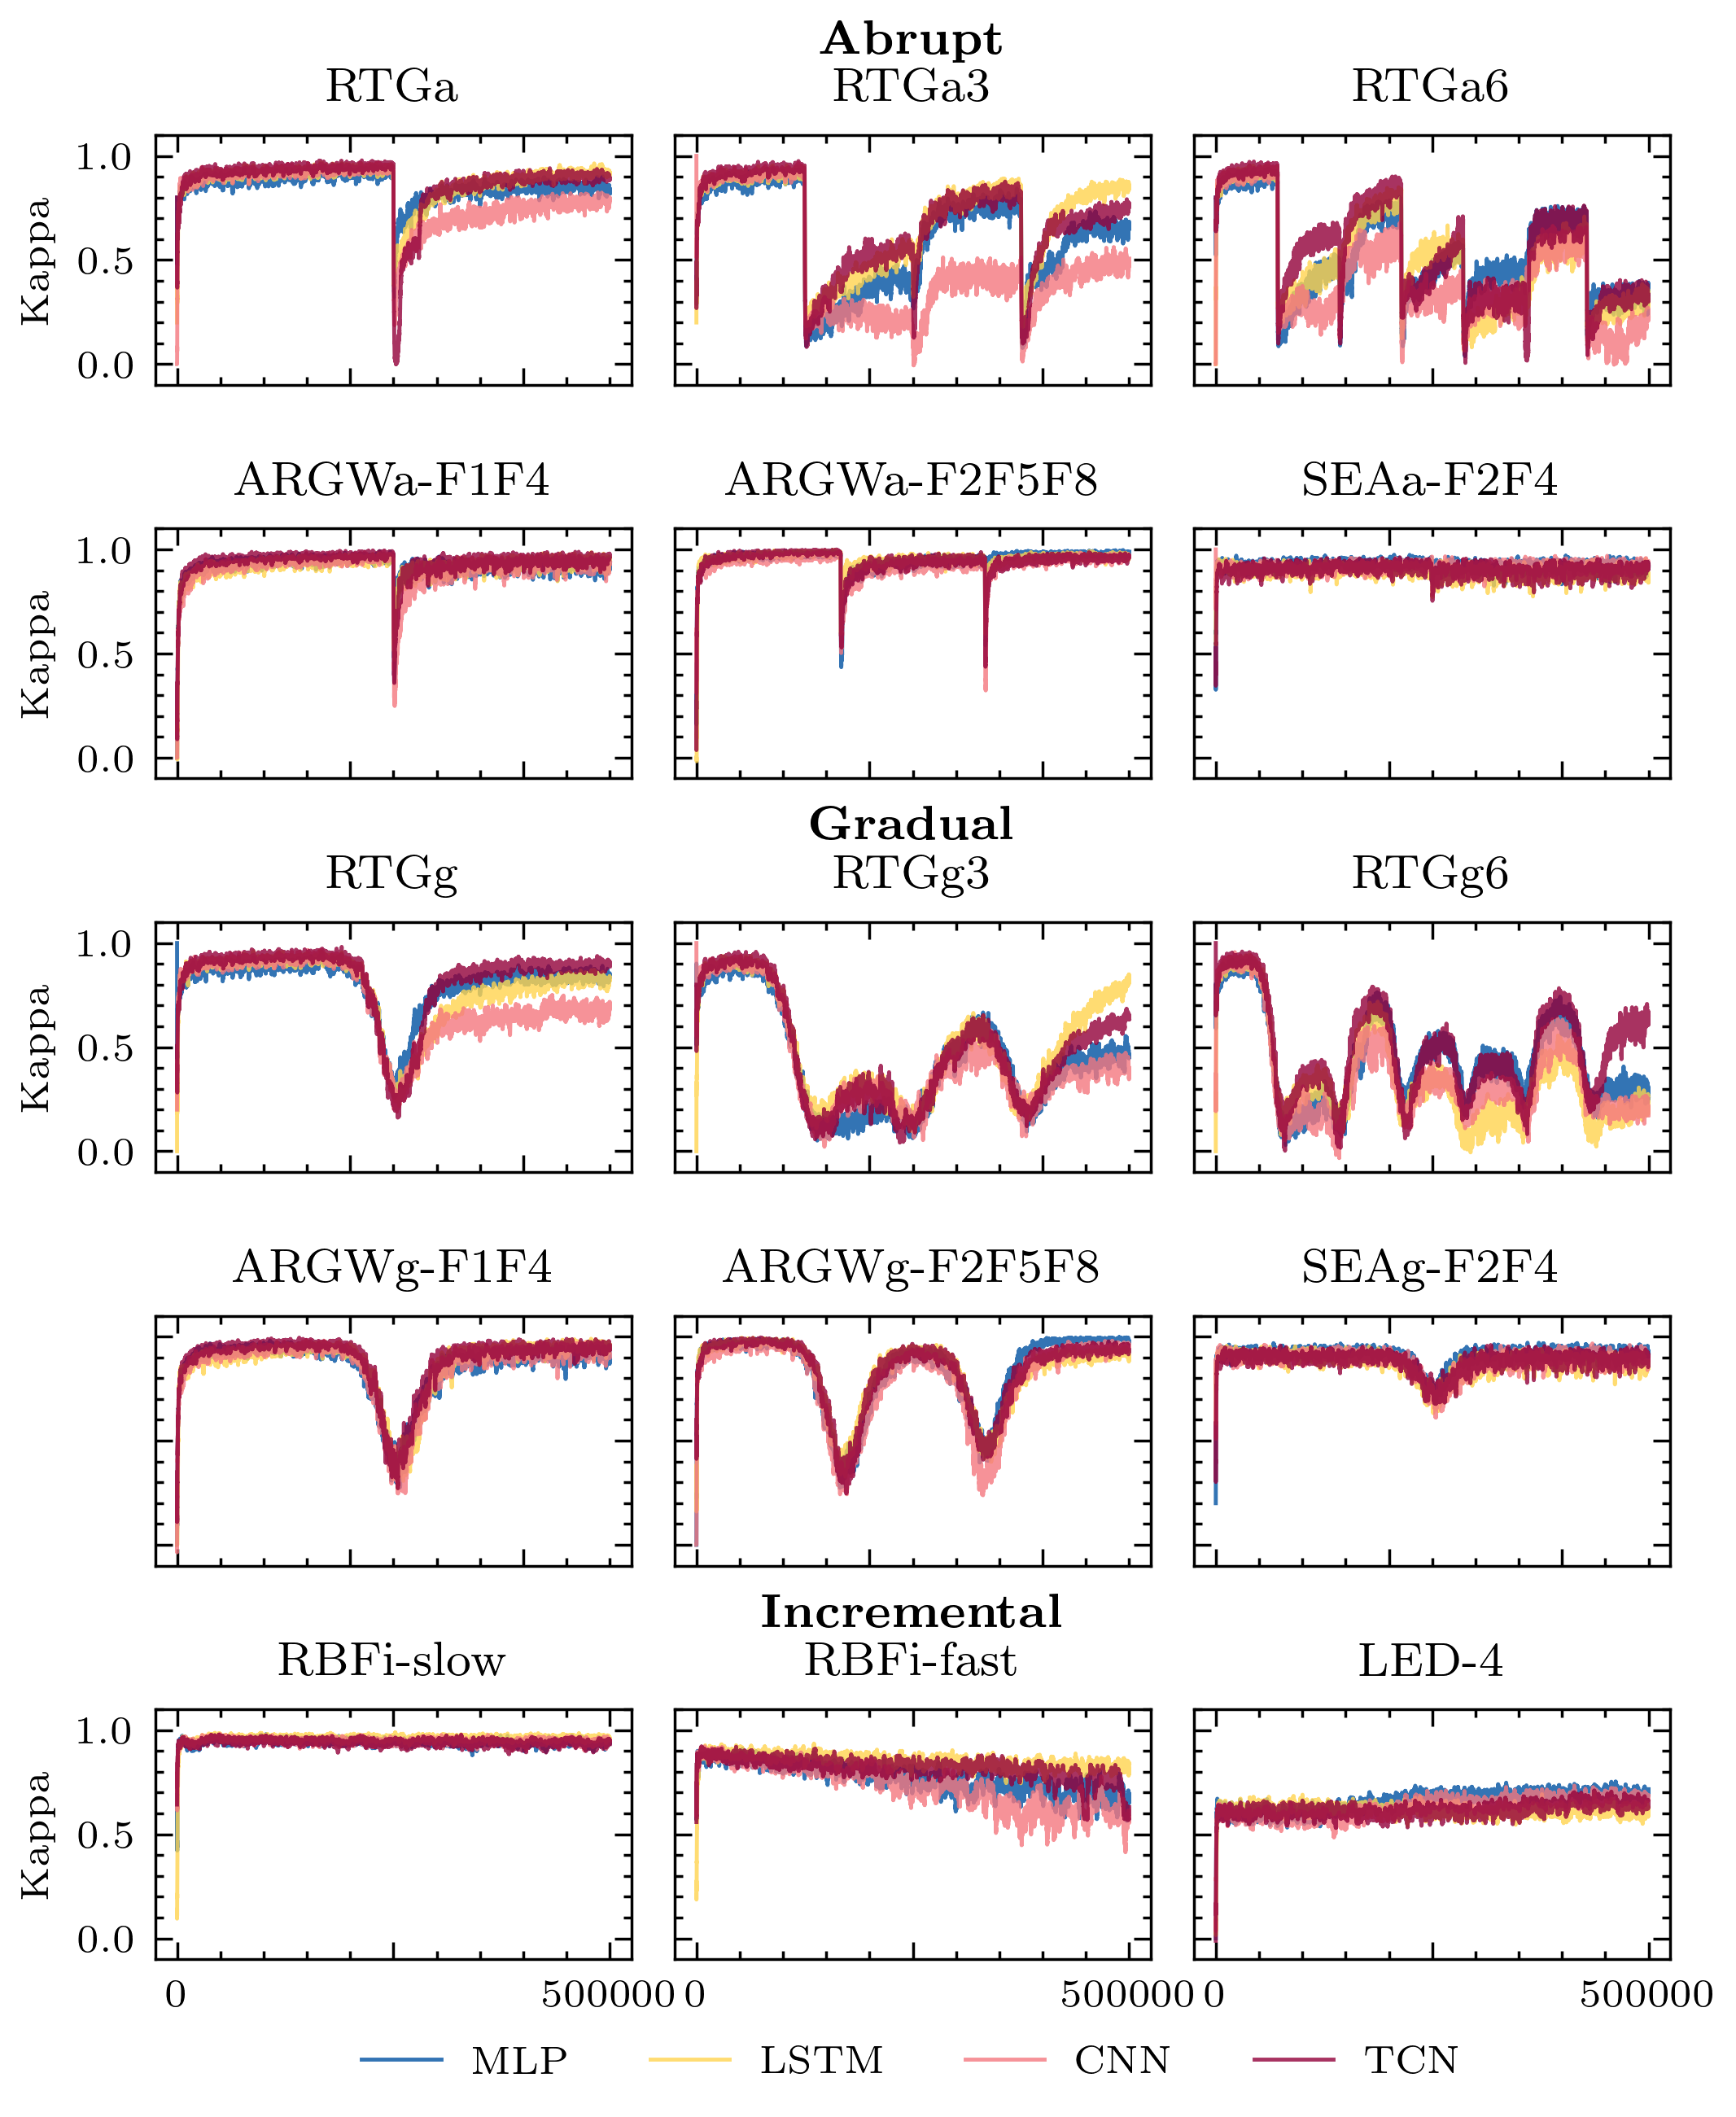 Abrupt
RTGa RTGa3 RTGa6
1.0
0.5
0.0
Kappa
ARGWa-F1F4 ARGWa-F2F5F8 SEAa-F2F4
1.0
0.5
0.0
Kappa
Gradual
RTGg RTGg3 RTGg6
1.0
0.5
0.0
Kappa
ARGWg-F1F4 ARGWg-F2F5F8 SEAg-F2F4
Incremental
RBFi-slow RBFi-fast LED-4
1.0
0.5
0.0
Kappa
0 500000 0 500000 0 500000
MLP LSTM CNN TCN